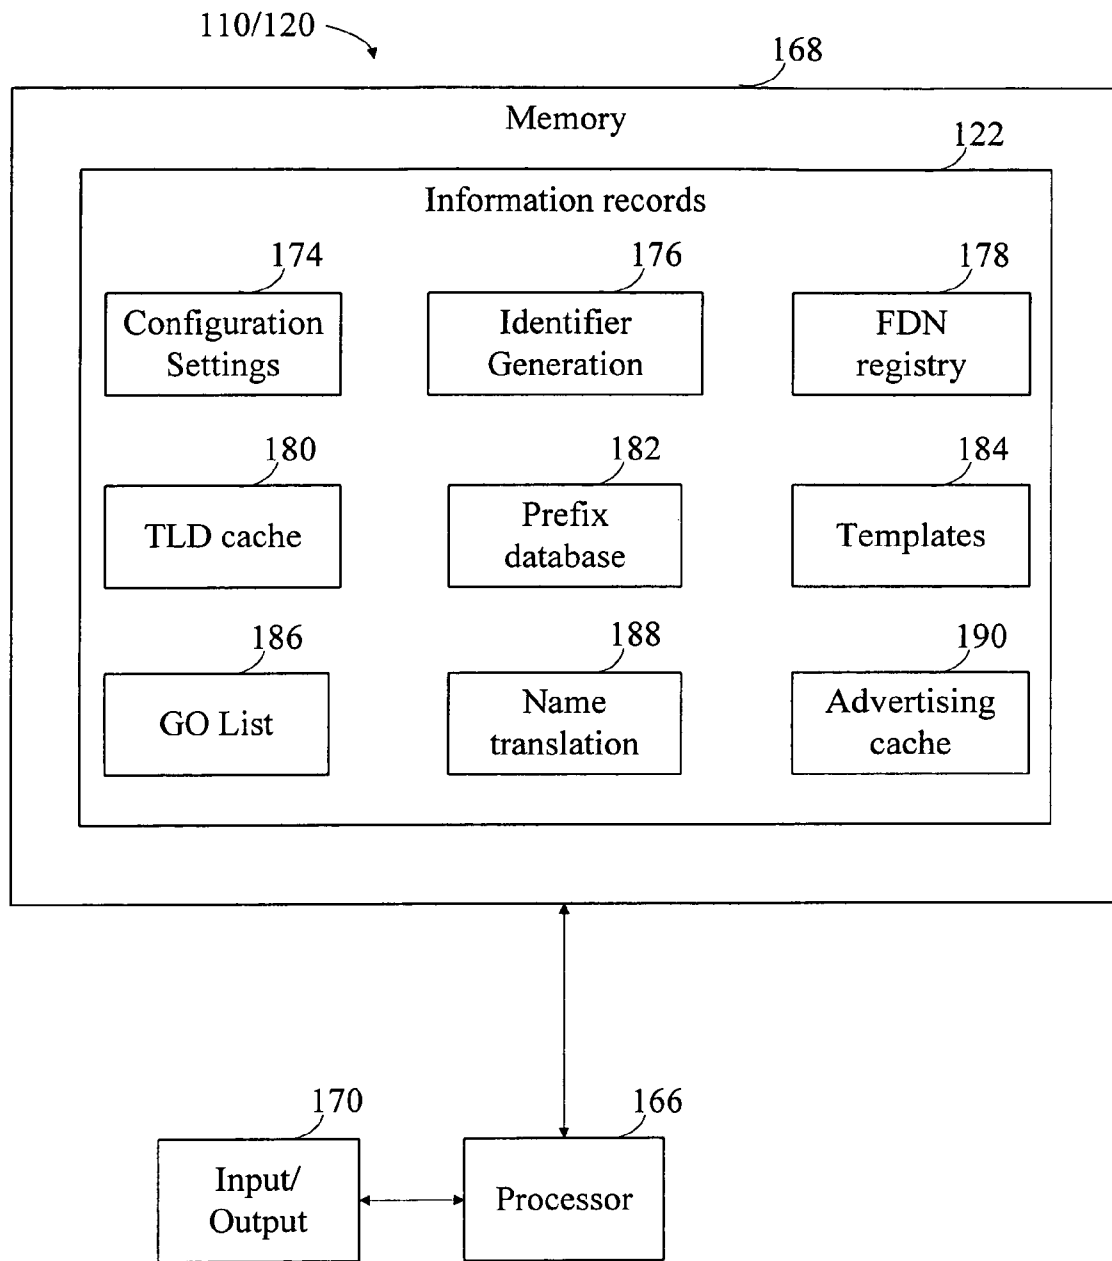 110/120
168
Memory
122
Information records
174
176
178
Configuration
Settings
Identifier
Generation
FDN
registry
180
182
184
TLD cache
Prefix
database
Templates
186
188
190
GO List
Name
translation
Advertising
cache
170
166
Input/
Output
Processor